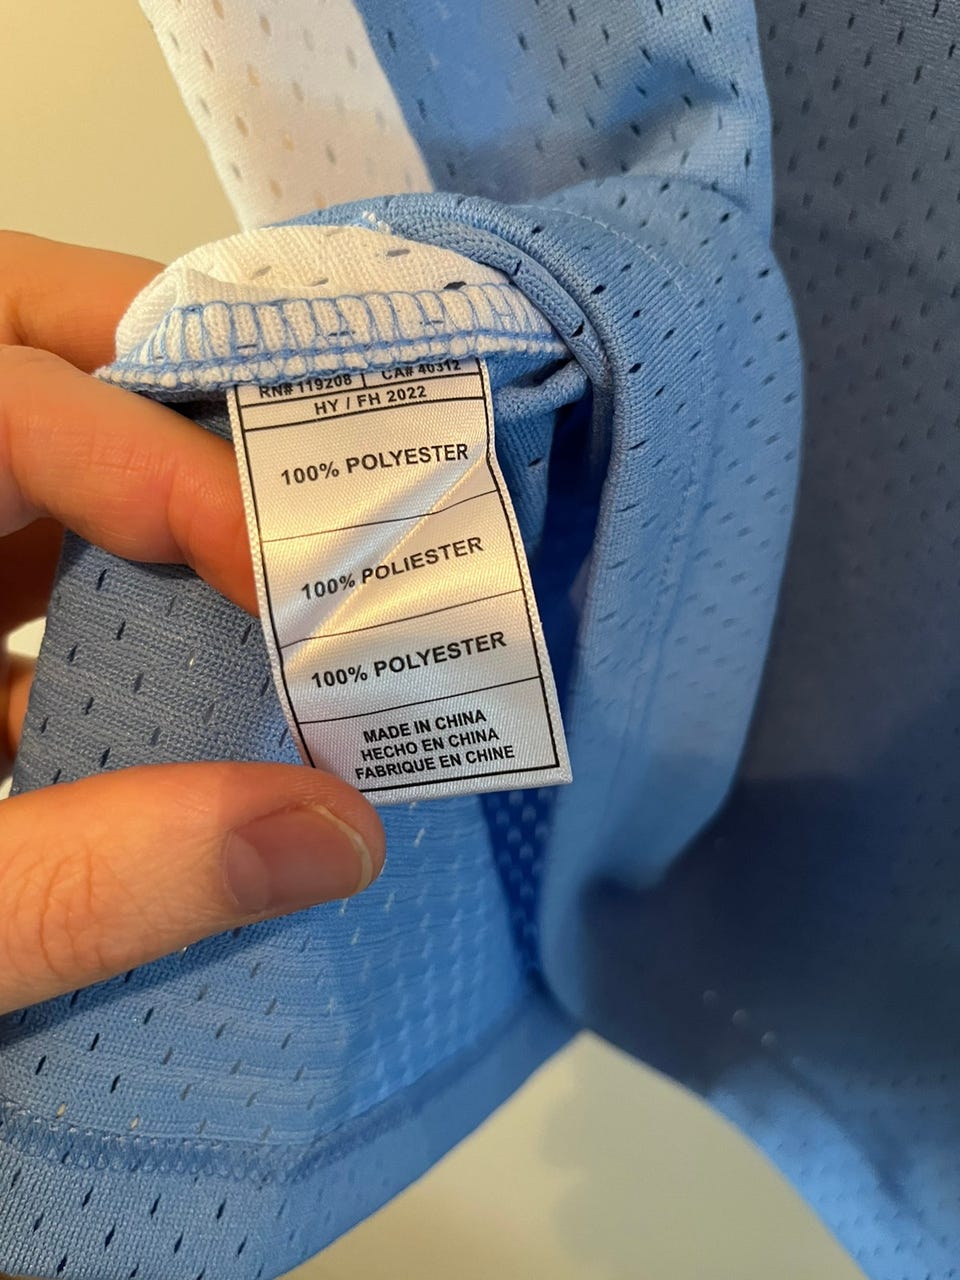 RN# 119208 | CA# 40312
HY / FH 2022
100% POLYESTER
100% POLIESTER
100% POLYESTER
MADE IN CHINA
HECHO EN CHINA
FABRIQUE EN CHINE